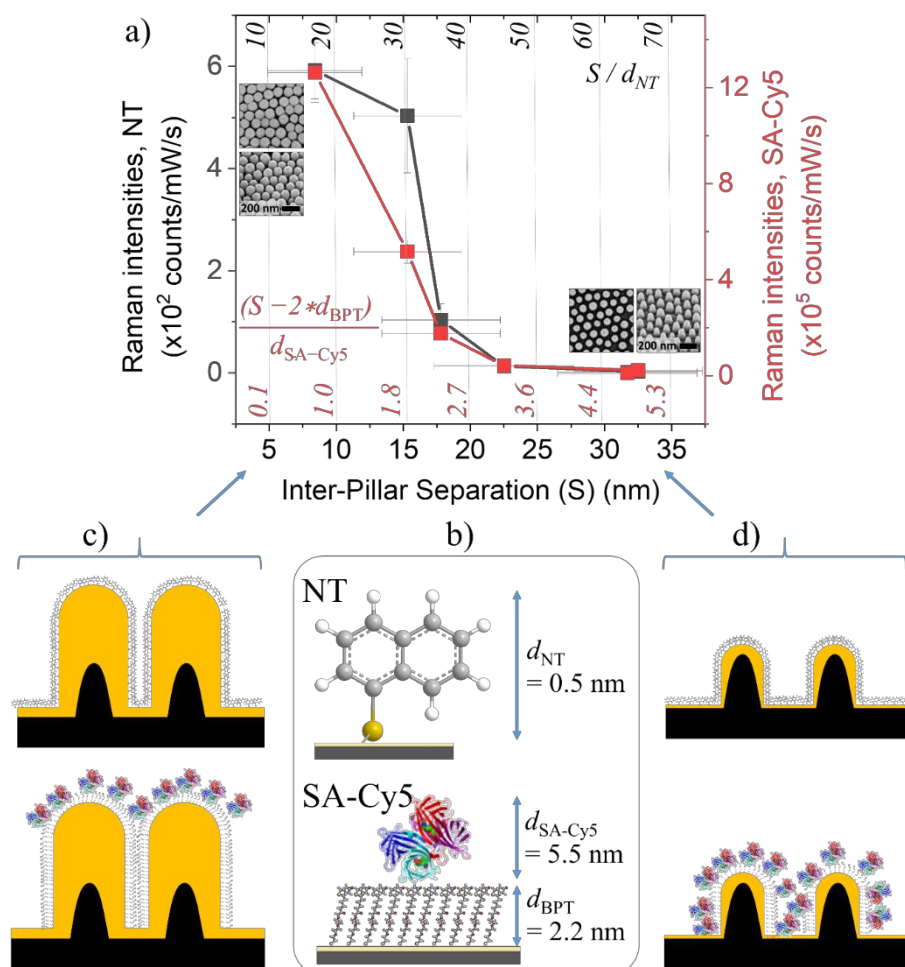 a)
10 20 30 40 50 60 70
S / d_NT
Raman intensities, NT
(x10² counts/mW/s)
6
4
2
0
Raman intensities, SA-Cy5
(x10⁵ counts/mW/s)
12
8
4
0
200 nm
200 nm
200 nm
(S – 2*d_BPT)
d_SA–Cy5
0.1 1.0 1.8 2.7 3.6 4.4 5.3
5 10 15 20 25 30 35
Inter-Pillar Separation (S) (nm)
c)
b)
d)
NT
d_NT
= 0.5 nm
SA-Cy5
d_SA-Cy5
= 5.5 nm
d_BPT
= 2.2 nm